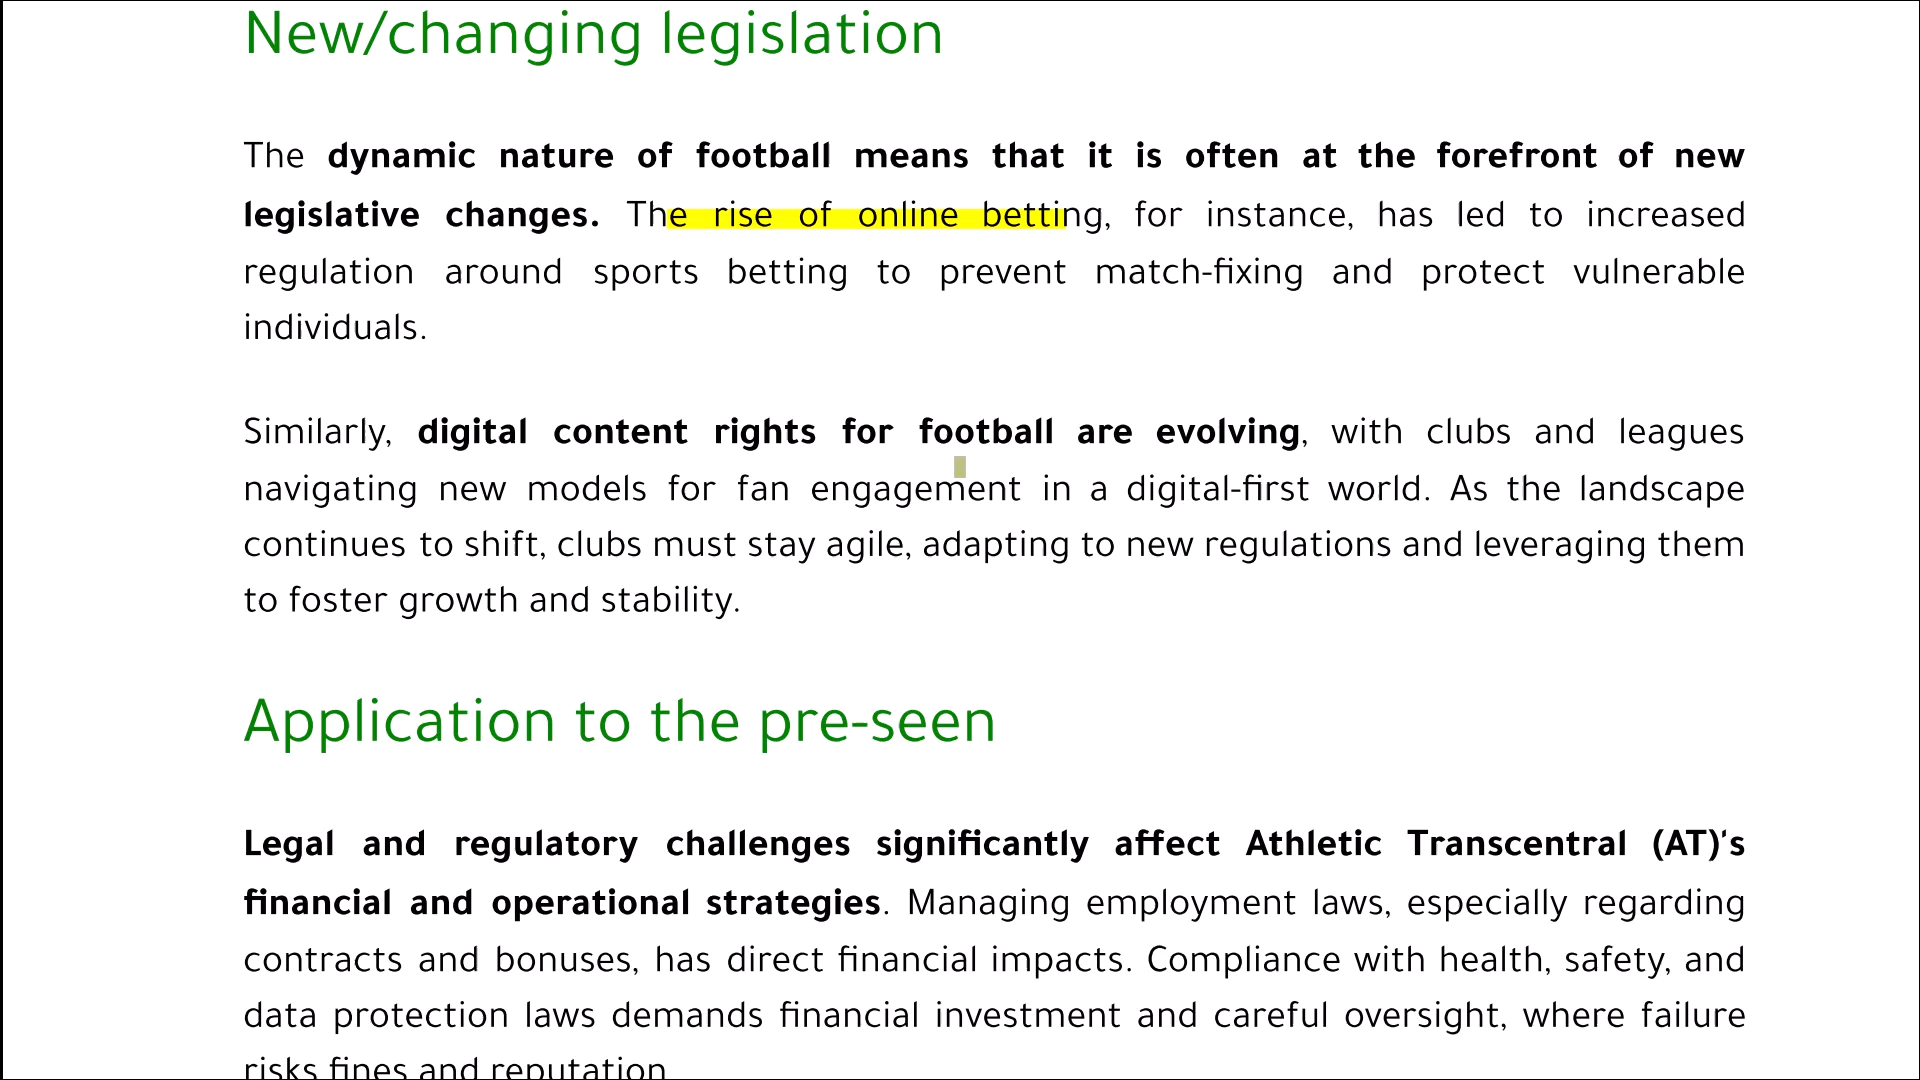 New/changing legislation
The dynamic nature of football means that it is often at the forefront of new
legislative changes. The rise of online betting, for instance, has led to increased
regulation around sports betting to prevent match-fixing and protect vulnerable
individuals.
Similarly, digital content rights for football are evolving, with clubs and leagues
navigating new models for fan engagement in a digital-first world. As the landscape
continues to shift, clubs must stay agile, adapting to new regulations and leveraging them
to foster growth and stability.
Application to the pre-seen
Legal and regulatory challenges significantly affect Athletic Transcentral (AT)'s
financial and operational strategies. Managing employment laws, especially regarding
contracts and bonuses, has direct financial impacts. Compliance with health, safety, and
data protection laws demands financial investment and careful oversight, where failure
risks fines and reputation